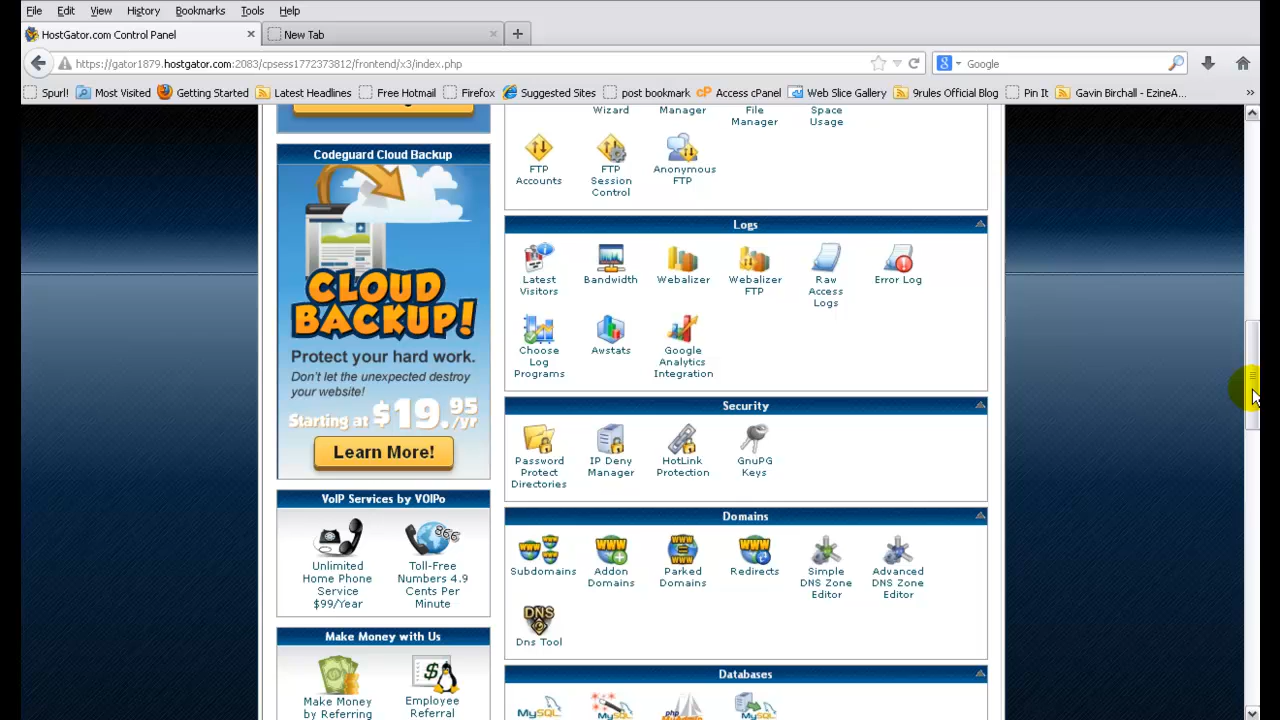 File Edit View History Bookmarks Tools Help
HostGator.com Control Panel
New Tab
https://gator1879.hostgator.com:2083/cpsess1772373812/frontend/x3/index.php
Google
Spurl! Most Visited Getting Started Latest Headlines Free Hotmail Firefox Suggested Sites post bookmark cP Access cPanel Web Slice Gallery 9rules Official Blog Pin It Gavin Birchall - EzineA...
Wizard
Manager
File
Manager
Space
Usage
FTP
Accounts
FTP
Session
Control
Anonymous
FTP
Logs
Latest
Visitors
Bandwidth
Webalizer
Webalizer
FTP
Raw
Access
Logs
Error Log
Choose
Log
Programs
Awstats
Google
Analytics
Integration
Security
Password
Protect
Directories
IP Deny
Manager
HotLink
Protection
GnuPG
Keys
Domains
Subdomains
Addon
Domains
Parked
Domains
Redirects
Simple
DNS Zone
Editor
Advanced
DNS Zone
Editor
DNS
Dns Tool
Databases
MySQL
MySQL
MySQL
Codeguard Cloud Backup
CLOUD
BACKUP!
Protect your hard work.
Don't let the unexpected destroy
your website!
Starting at $19.95/yr
Learn More!
VoIP Services by VOIPo
Unlimited
Home Phone
Service
$99/Year
866
Toll-Free
Numbers 4.9
Cents Per
Minute
Make Money with Us
Make Money
by Referring
Employee
Referral